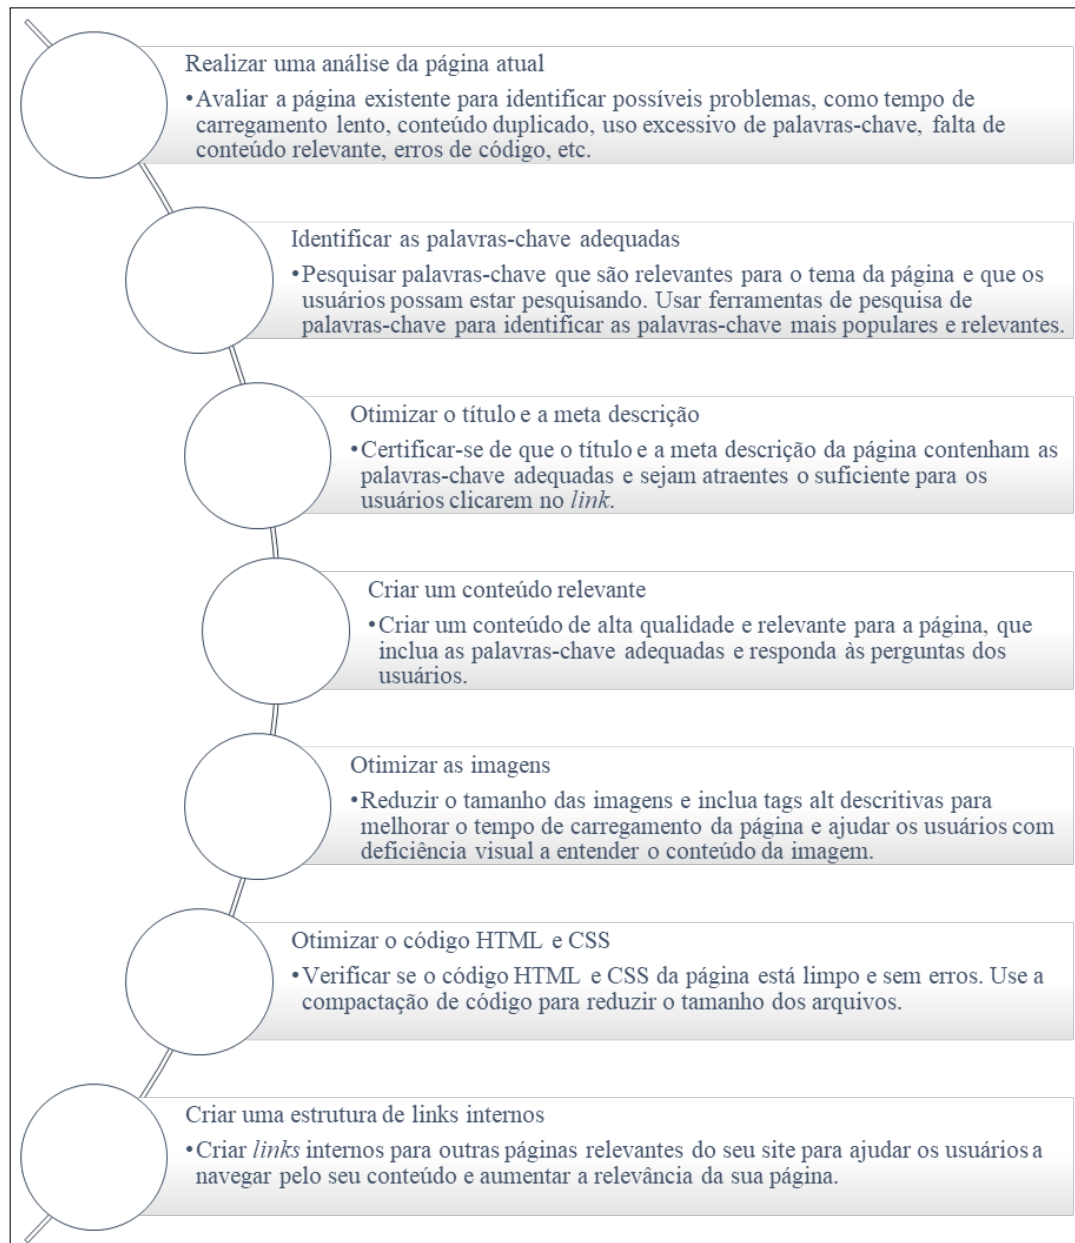 Realizar uma análise da página atual
•Avaliar a página existente para identificar possíveis problemas, como tempo de
carregamento lento, conteúdo duplicado, uso excessivo de palavras-chave, falta de
conteúdo relevante, erros de código, etc.
Identificar as palavras-chave adequadas
•Pesquisar palavras-chave que são relevantes para o tema da página e que os
usuários possam estar pesquisando. Usar ferramentas de pesquisa de
palavras-chave para identificar as palavras-chave mais populares e relevantes.
Otimizar o título e a meta descrição
•Certificar-se de que o título e a meta descrição da página contenham as
palavras-chave adequadas e sejam atraentes o suficiente para os
usuários clicarem no link.
Criar um conteúdo relevante
•Criar um conteúdo de alta qualidade e relevante para a página, que
inclua as palavras-chave adequadas e responda às perguntas dos
usuários.
Otimizar as imagens
•Reduzir o tamanho das imagens e inclua tags alt descritivas para
melhorar o tempo de carregamento da página e ajudar os usuários com
deficiência visual a entender o conteúdo da imagem.
Otimizar o código HTML e CSS
•Verificar se o código HTML e CSS da página está limpo e sem erros. Use a
compactação de código para reduzir o tamanho dos arquivos.
Criar uma estrutura de links internos
•Criar links internos para outras páginas relevantes do seu site para ajudar os usuários a
navegar pelo seu conteúdo e aumentar a relevância da sua página.